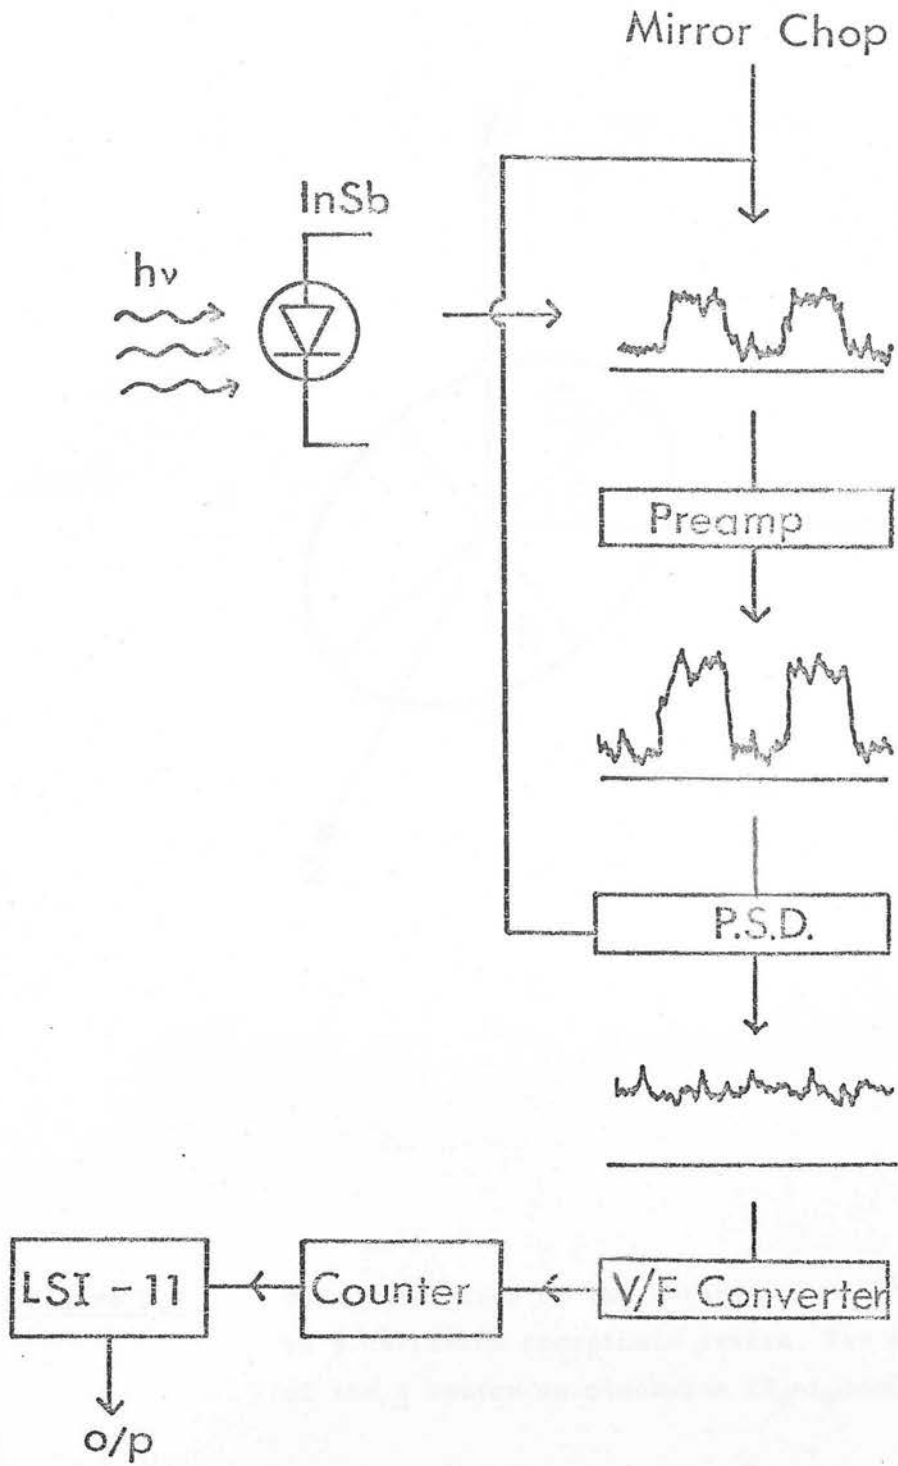 Mirror Chop
InSb
hν
Preamp
P.S.D.
LSI - 11
Counter
V/F Converter
o/p